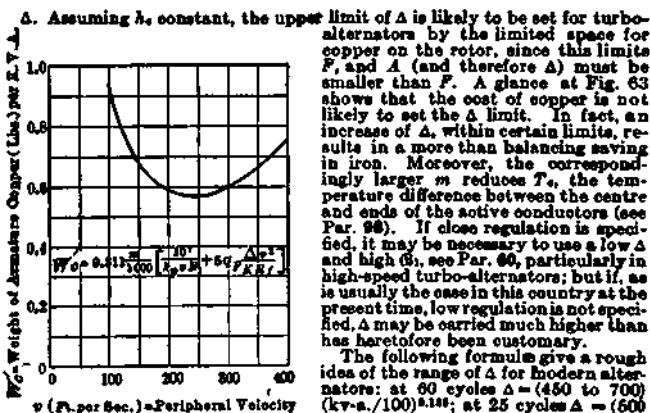 Δ. Assuming h₄ constant, the upper limit of Δ is likely to be set for turbo-
alternators by the limited space for
copper on the rotor, since this limits
F, and A (and therefore Δ) must be
smaller than F. A glance at Fig. 63
shows that the cost of copper is not
likely to set the Δ limit. In fact, an
increase of Δ, within certain limits, re-
sults in a more than balancing saving
in iron. Moreover, the correspond-
ingly larger m reduces the tem-
perature difference between the centre
and ends of the active conductors (see
Par. 98). If close regulation is speci-
fied, it may be necessary to use a low Δ
and high see Par. 60, particularly in
high-speed turbo-alternators; but if, as
is usually the case in this country at the
present time, low regulation is not speci-
fied, Δ may be carried much higher than
has heretofore been customary.
The following formulæ give a rough
idea of the range of Δ for modern alter-
nators: at 60 cycles Δ = (450 to 700)
(kv-a./100) at 25 cycles Δ = (600
Weight of Armature Copper (Lbs.) per K.V.A.
1.0
0.8
0.6
0.4
0.2
0
0 100 200 300 400
v (Ft. per Sec.) = Peripheral Velocity